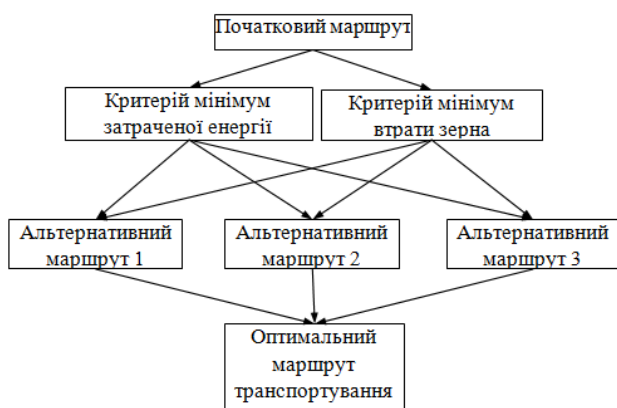 Початковий маршрут
Критерій мінімум
затраченої енергії
Критерій мінімум
втрати зерна
Альтернативний
маршрут 1
Альтернативний
маршрут 2
Альтернативний
маршрут 3
Оптимальний
маршрут
транспортування